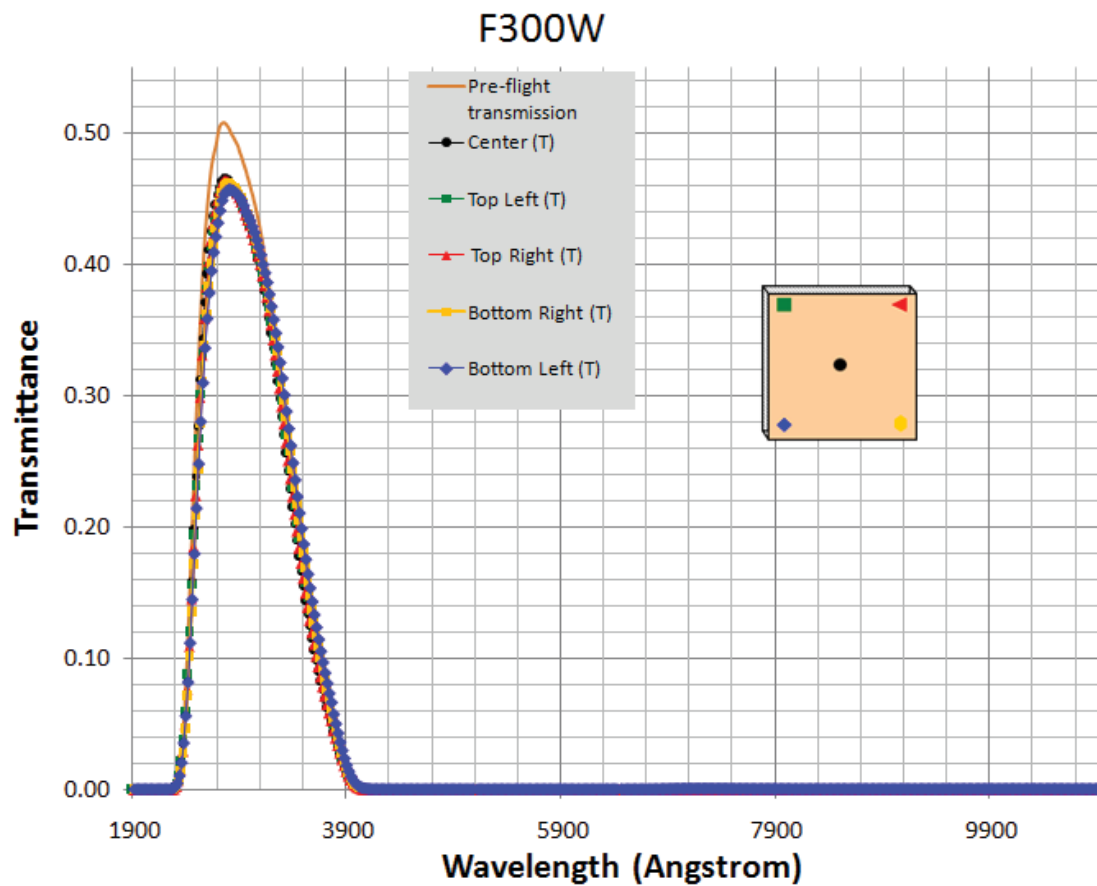 F300W
Pre-flight
transmission
Center (T)
Top Left (T)
Top Right (T)
Bottom Right (T)
Bottom Left (T)
0.50
0.40
0.30
0.20
0.10
0.00
Transmittance
1900 3900 5900 7900 9900
Wavelength (Angstrom)